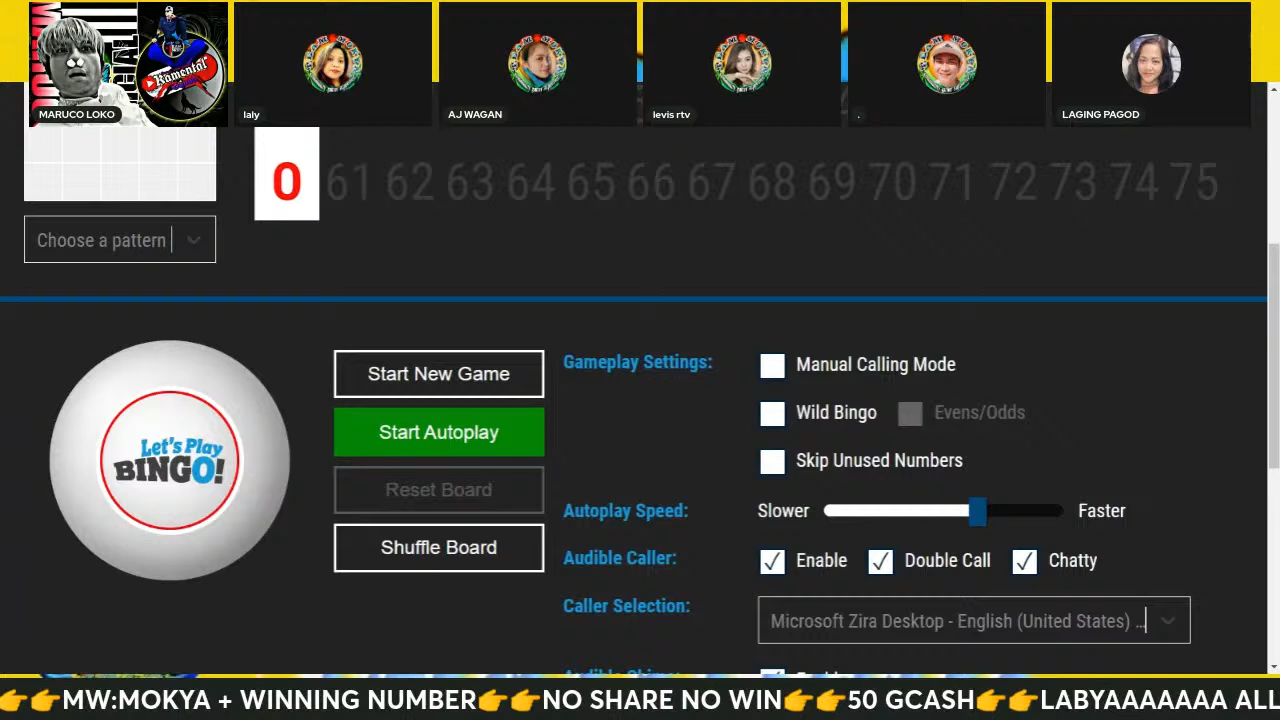 MARUCO LOKO
laly
AJ WAGAN
levis rtv
.
LAGING PAGOD
Kamental
O 61 62 63 64 65 66 67 68 69 70 71 72 73 74 75
Choose a pattern
Let's Play
BINGO!
Start New Game
Start Autoplay
Reset Board
Shuffle Board
Gameplay Settings:
Manual Calling Mode
Wild Bingo
Evens/Odds
Skip Unused Numbers
Autoplay Speed:
Slower
Faster
Audible Caller:
Enable
Double Call
Chatty
Caller Selection:
Microsoft Zira Desktop - English (United States) ...
👉👉MW:MOKYA + WINNING NUMBER👉👉NO SHARE NO WIN👉👉50 GCASH👉👉LABYAAAAAAA ALL